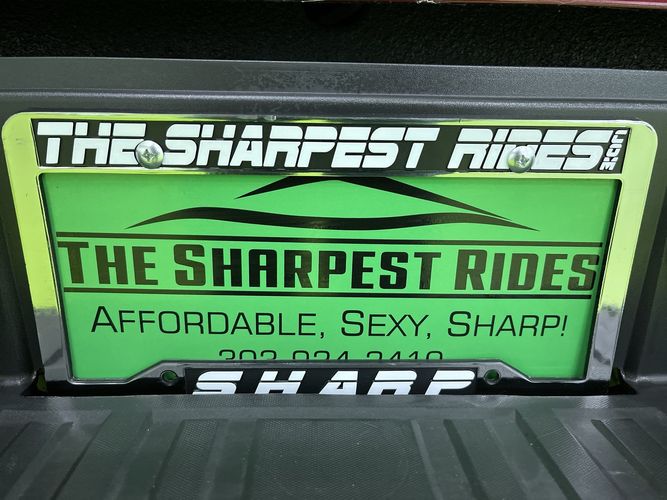 THE SHARPEST RIDES.COM
THE SHARPEST RIDES
AFFORDABLE, SEXY, SHARP!
SHARP